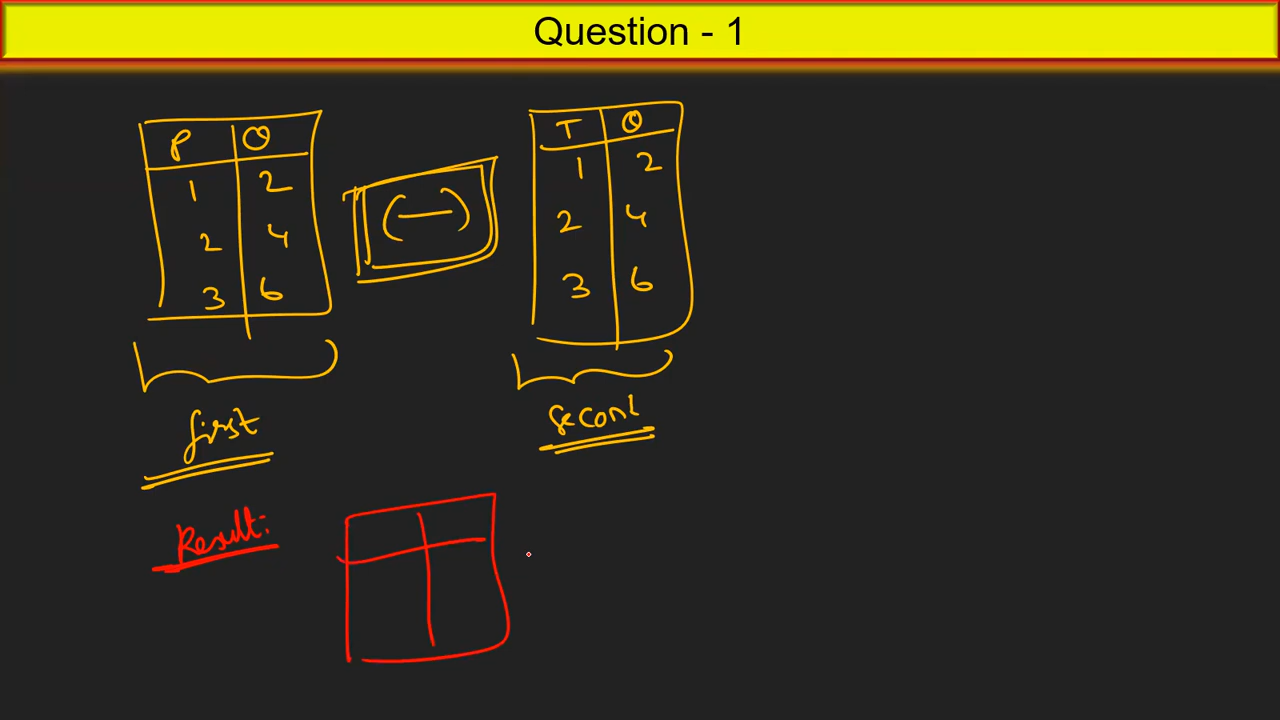 Question - 1
P Q
1 2
2 4
3 6
(—)
T Q
1 2
2 4
3 6
first
second
Result: